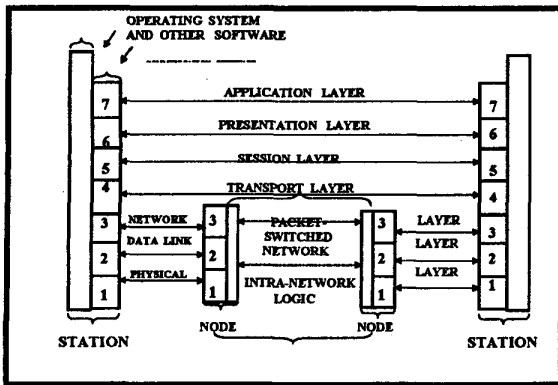 OPERATING SYSTEM
AND OTHER SOFTWARE
7 APPLICATION LAYER 7
6 PRESENTATION LAYER 6
5 SESSION LAYER 5
4 TRANSPORT LAYER 4
3 NETWORK 3 PACKET- 3 LAYER 3
SWITCHED
NETWORK
2 DATA LINK 2 2 LAYER 2
1 PHYSICAL 1 INTRA-NETWORK 1 LAYER 1
LOGIC
NODE NODE
STATION STATION